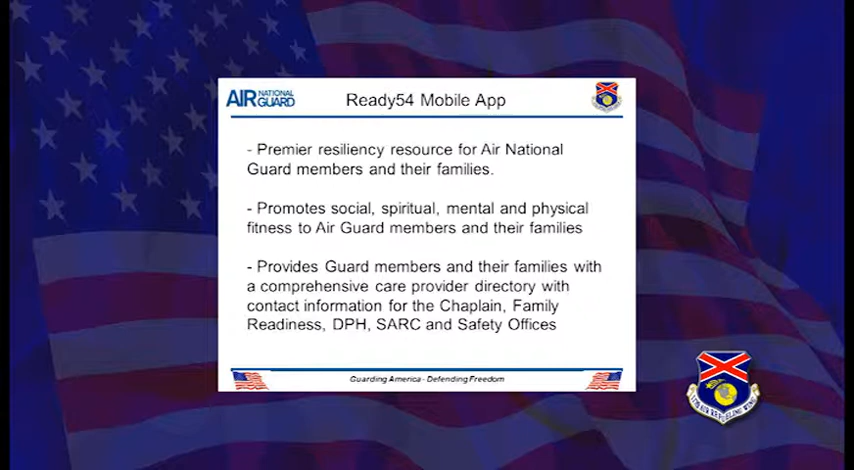 AIR NATIONAL GUARD
Ready54 Mobile App
- Premier resiliency resource for Air National
Guard members and their families.
- Promotes social, spiritual, mental and physical
fitness to Air Guard members and their families
- Provides Guard members and their families with
a comprehensive care provider directory with
contact information for the Chaplain, Family
Readiness, DPH, SARC and Safety Offices
Guarding America - Defending Freedom